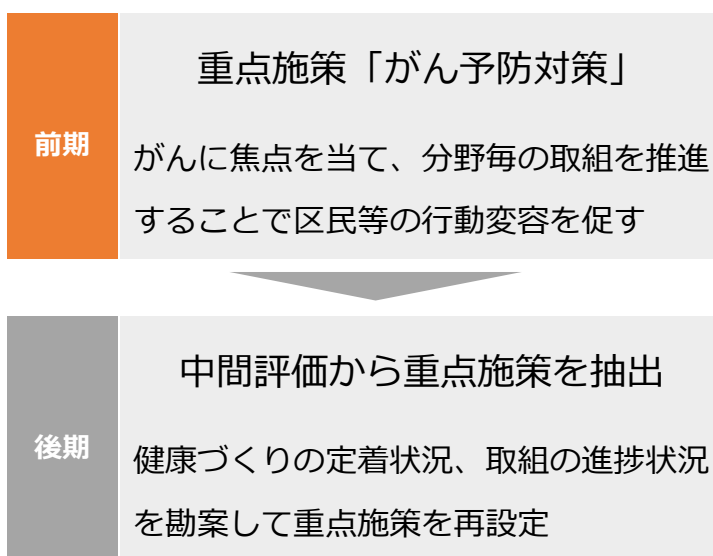 前期
重点施策「がん予防対策」
がんに焦点を当て、分野毎の取組を推進
することで区民等の行動変容を促す
後期
中間評価から重点施策を抽出
健康づくりの定着状況、取組の進捗状況
を勘案して重点施策を再設定